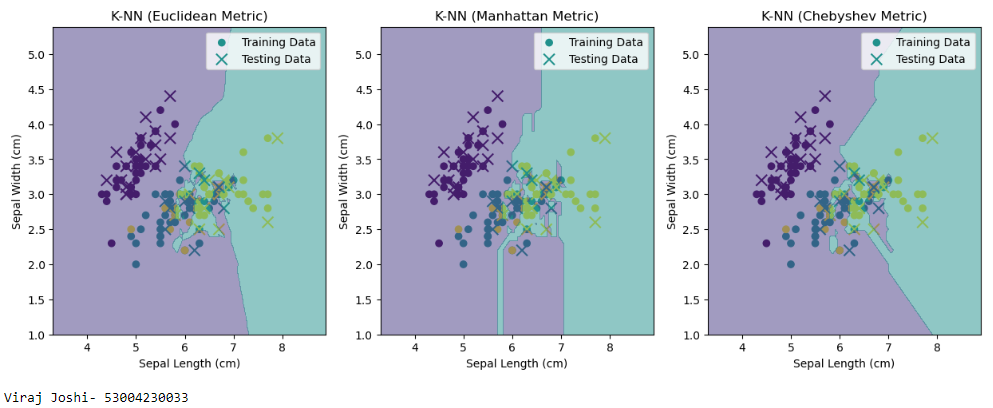 K-NN (Euclidean Metric)
Training Data
Testing Data
Sepal Width (cm)
5.0
4.5
4.0
3.5
3.0
2.5
2.0
1.5
1.0
4 5 6 7 8
Sepal Length (cm)
K-NN (Manhattan Metric)
Training Data
Testing Data
Sepal Width (cm)
5.0
4.5
4.0
3.5
3.0
2.5
2.0
1.5
1.0
4 5 6 7 8
Sepal Length (cm)
K-NN (Chebyshev Metric)
Training Data
Testing Data
Sepal Width (cm)
5.0
4.5
4.0
3.5
3.0
2.5
2.0
1.5
1.0
4 5 6 7 8
Sepal Length (cm)
Viraj Joshi- 53004230033